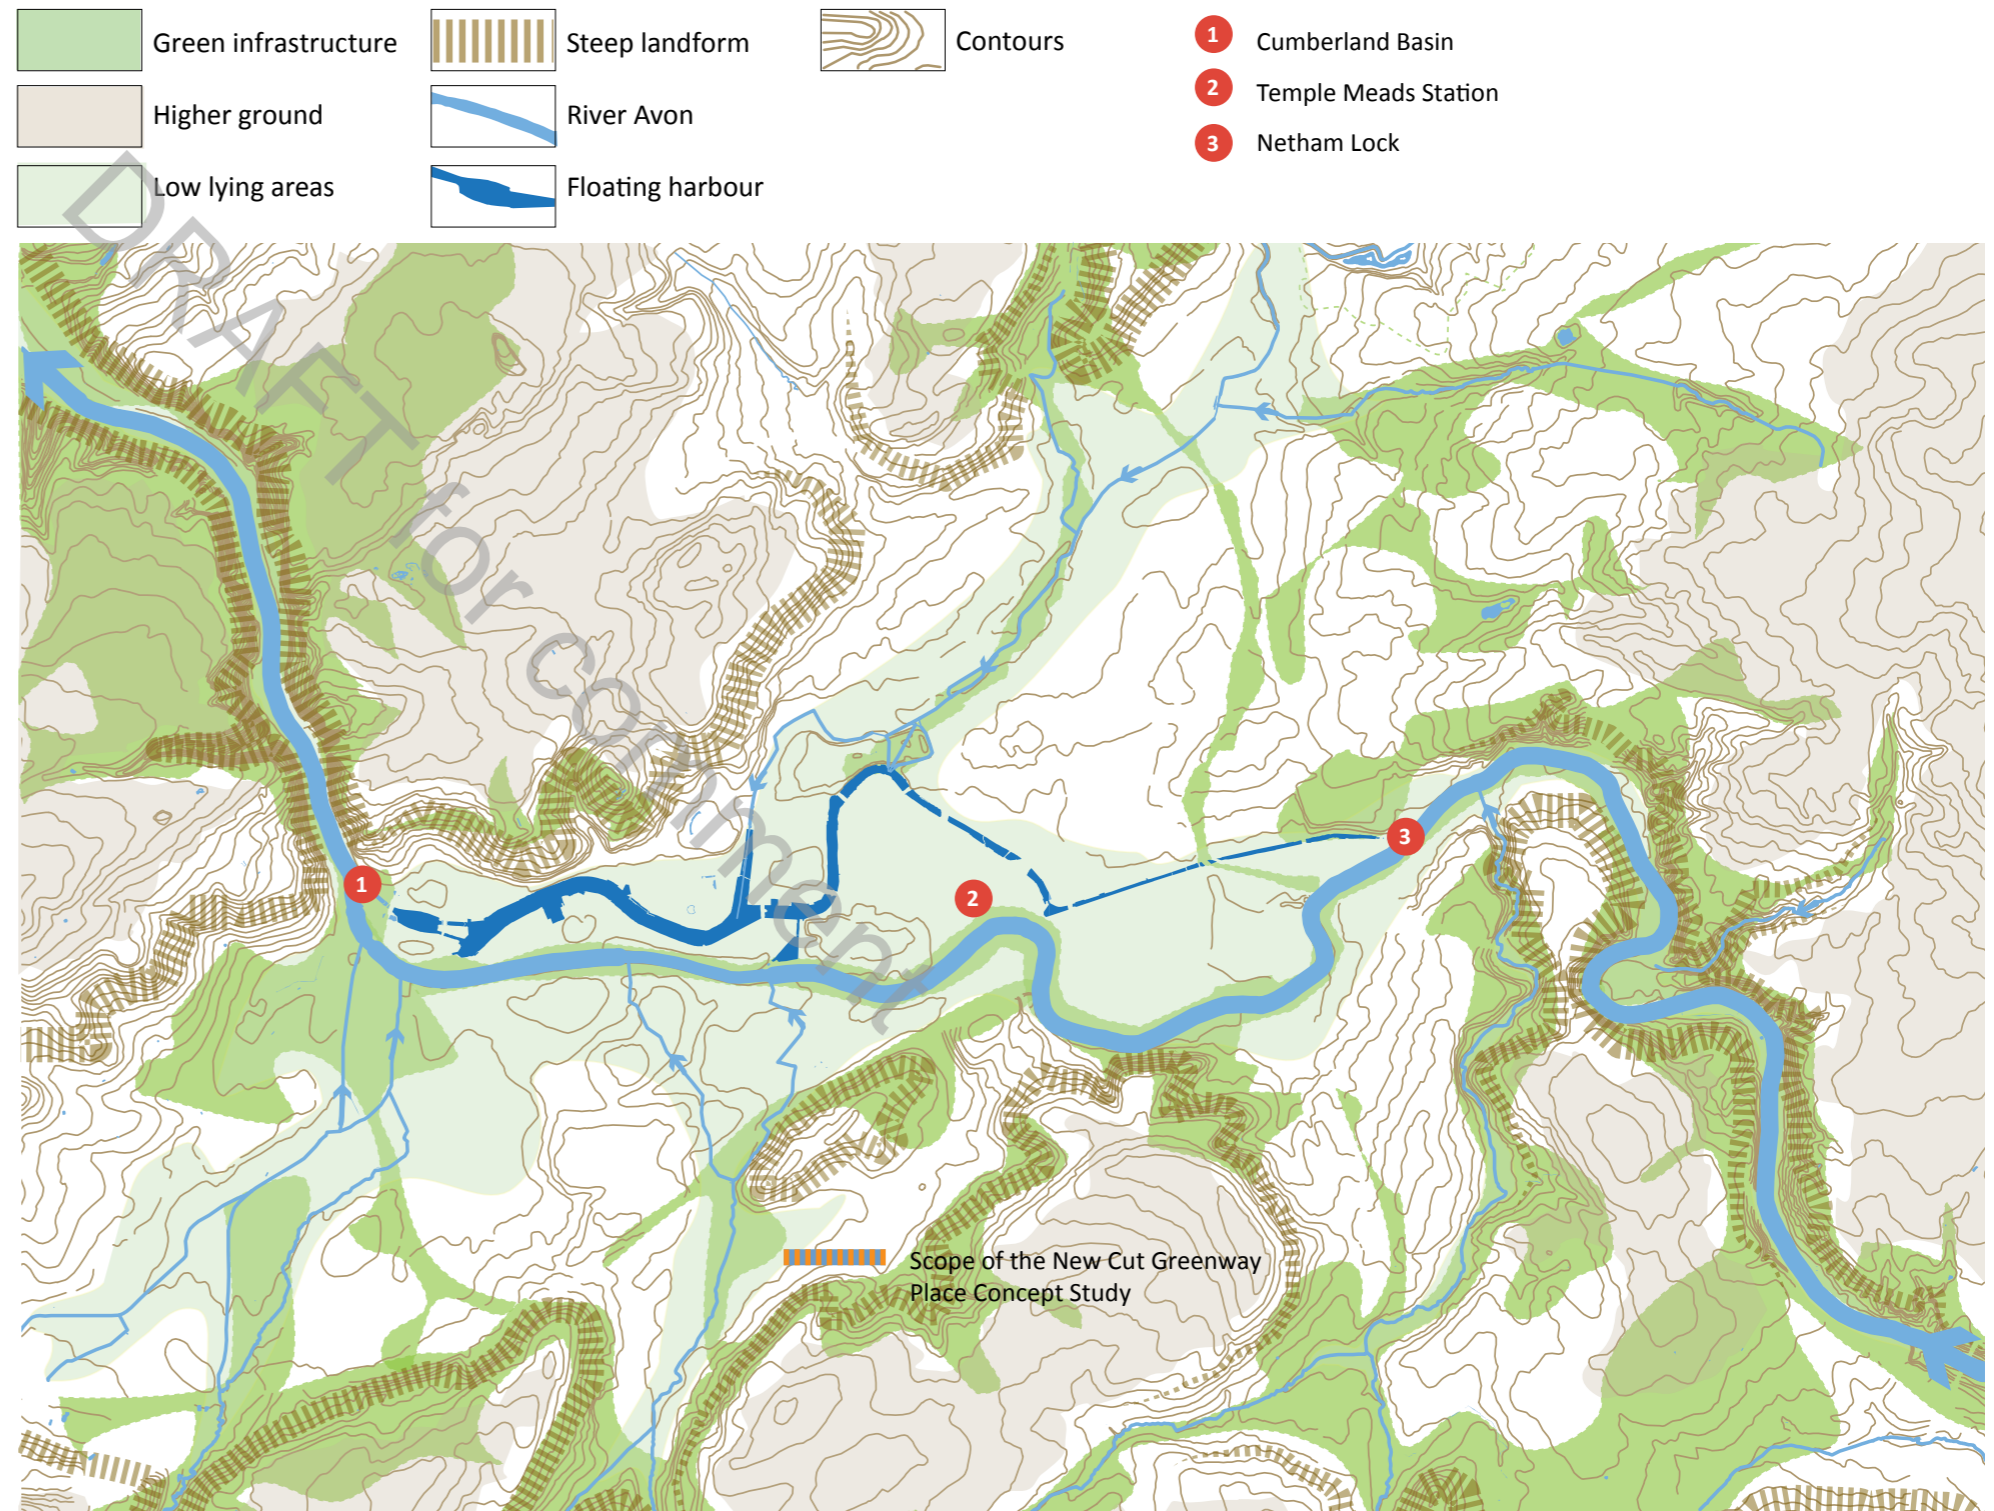 Green infrastructure
Higher ground
Low lying areas
Steep landform
River Avon
Floating harbour
Contours
1 Cumberland Basin
2 Temple Meads Station
3 Netham Lock
DRAFT for comment
1
2
3
Scope of the New Cut Greenway
Place Concept Study